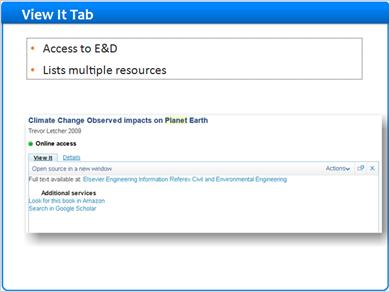 View It Tab
• Access to E&D
• Lists multiple resources
Climate Change Observed impacts on Planet Earth
Trevor Letcher 2009
Online access
View It Details
Open source in a new window Actions
Full text available at: Elsevier Engineering Information Referex Civil and Environmental Engineering
Additional services
Look for this book in Amazon
Search in Google Scholar